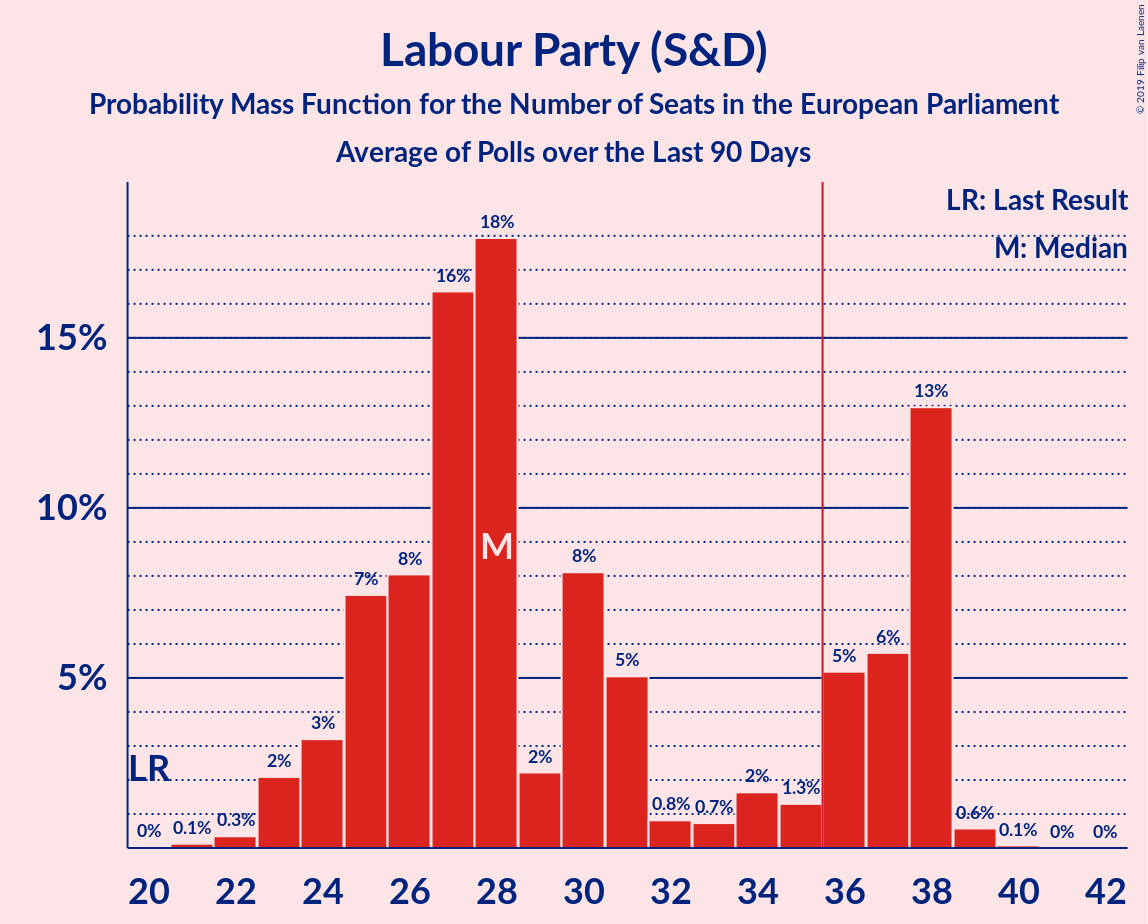 Labour Party (S&D)
Probability Mass Function for the Number of Seats in the European Parliament
Average of Polls over the Last 90 Days
© 2019 Filip van Laenen
LR: Last Result
M: Median
15%
10%
5%
LR
M
0%
0.1%
0.3%
2%
3%
7%
8%
16%
18%
2%
8%
5%
0.8%
0.7%
2%
1.3%
5%
6%
13%
0.6%
0.1%
0%
0%
20 22 24 26 28 30 32 34 36 38 40 42